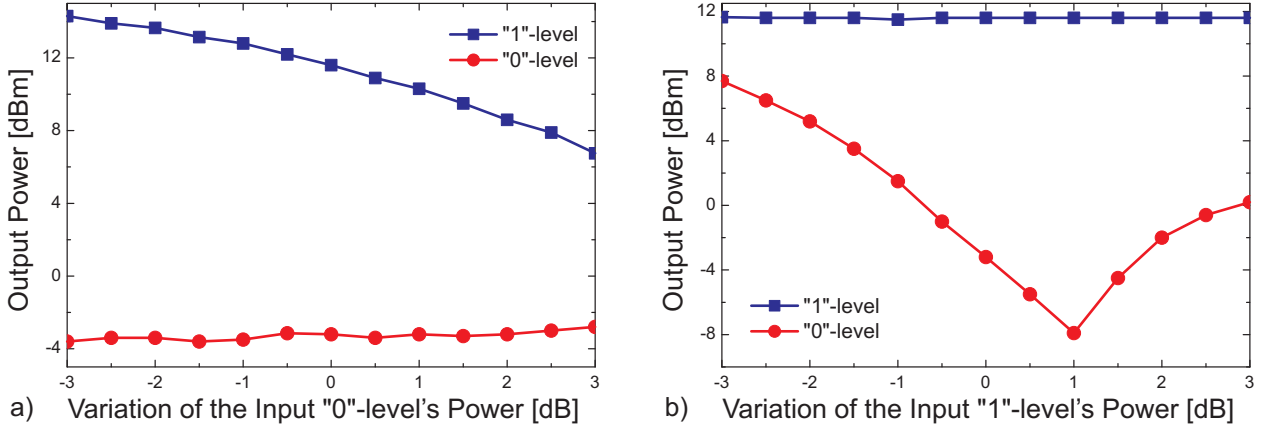 12
8
4
0
-4
Output Power [dBm]
"1"-level
"0"-level
-3 -2 -1 0 1 2 3
a) Variation of the Input "0"-level's Power [dB]
12
8
4
0
-4
-8
Output Power [dBm]
"1"-level
"0"-level
-3 -2 -1 0 1 2 3
b) Variation of the Input "1"-level's Power [dB]